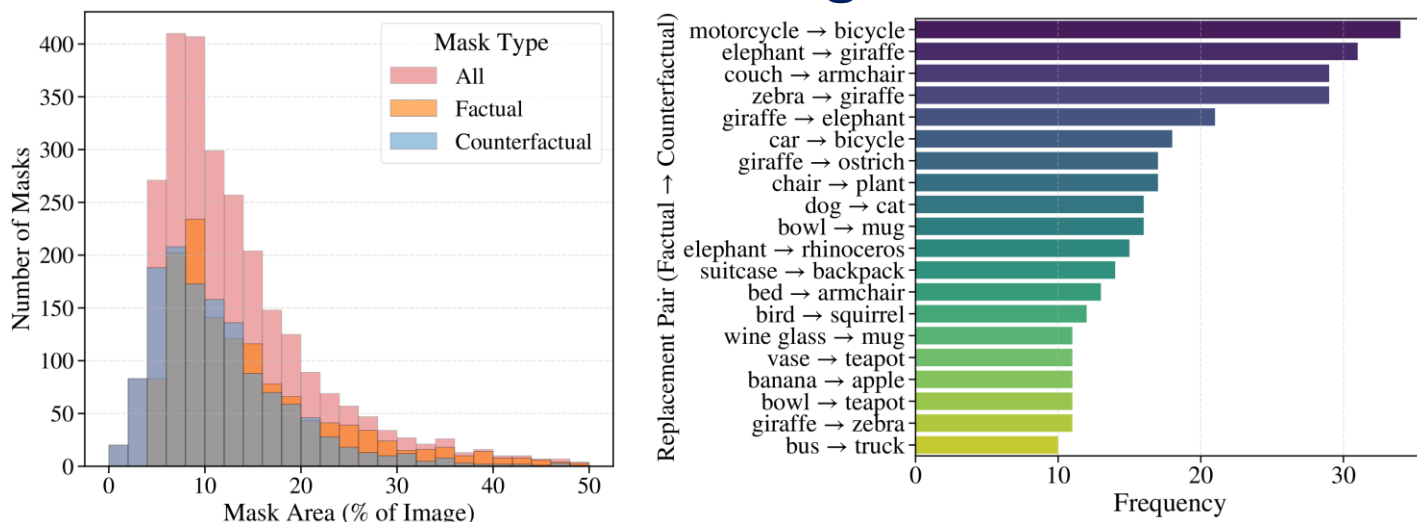 Mask Type
All
Factual
Counterfactual
Number of Masks
400
350
300
250
200
150
100
50
0
0
10
20
30
40
50
Mask Area (% of Image)
Replacement Pair (Factual → Counterfactual)
motorcycle → bicycle
elephant → giraffe
couch → armchair
zebra → giraffe
giraffe → elephant
car → bicycle
giraffe → ostrich
chair → plant
dog → cat
bowl → mug
elephant → rhinoceros
suitcase → backpack
bed → armchair
bird → squirrel
wine glass → mug
vase → teapot
banana → apple
bowl → teapot
giraffe → zebra
bus → truck
0
10
20
30
Frequency